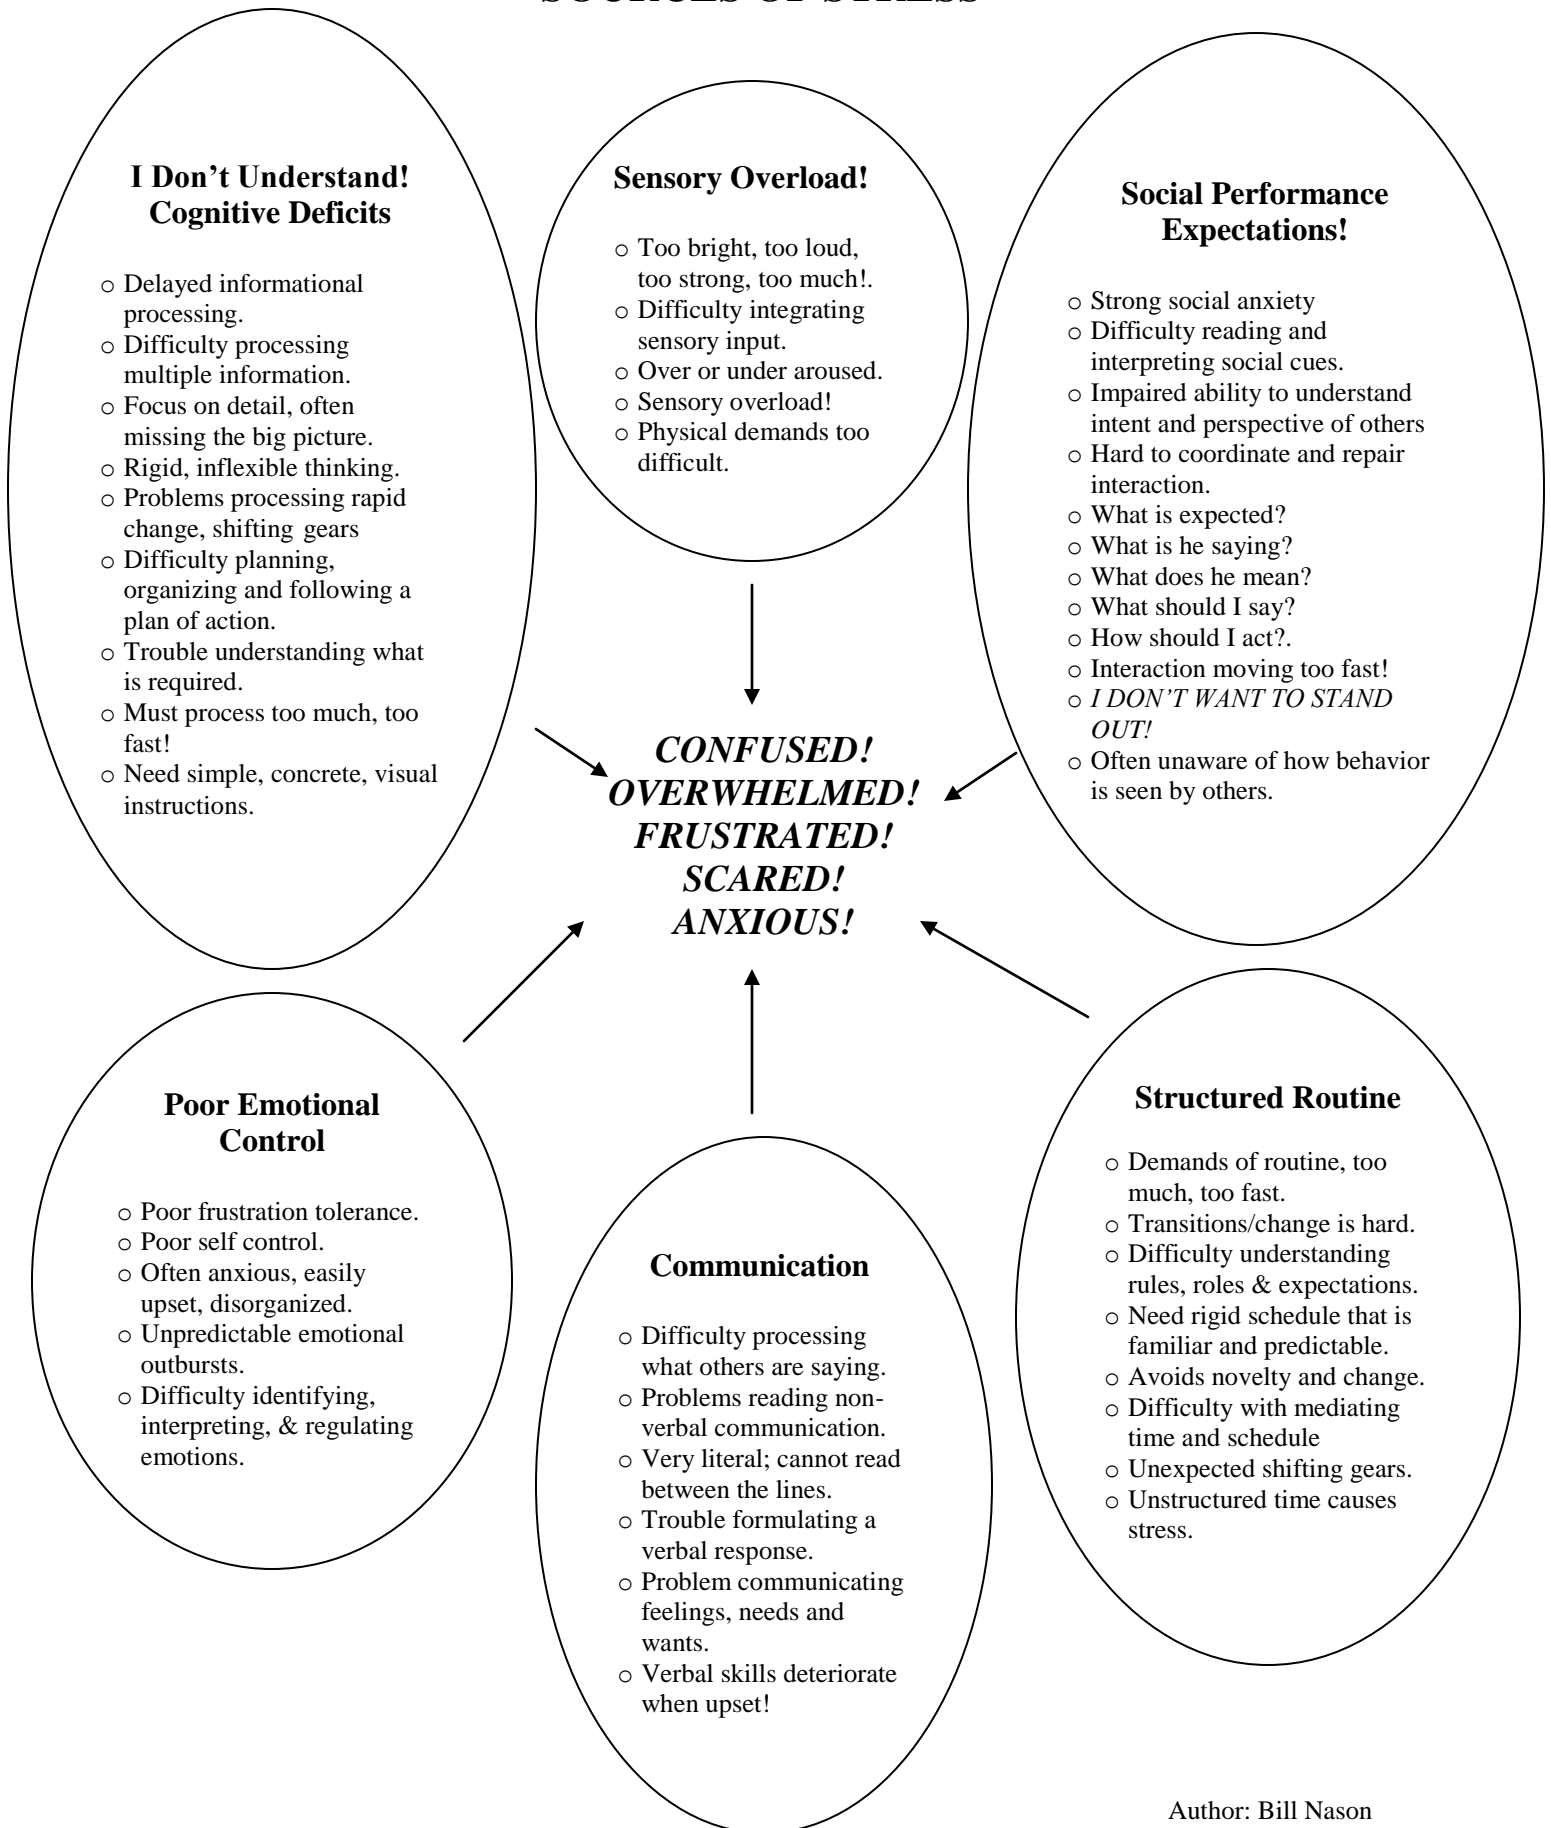 SOURCES OF STRESS
I Don’t Understand!
Cognitive Deficits
o Delayed informational
processing.
o Difficulty processing
multiple information.
o Focus on detail, often
missing the big picture.
o Rigid, inflexible thinking.
o Problems processing rapid
change, shifting gears
o Difficulty planning,
organizing and following a
plan of action.
o Trouble understanding what
is required.
o Must process too much, too
fast!
o Need simple, concrete, visual
instructions.
Sensory Overload!
o Too bright, too loud,
too strong, too much!.
o Difficulty integrating
sensory input.
o Over or under aroused.
o Sensory overload!
o Physical demands too
difficult.
Social Performance
Expectations!
o Strong social anxiety
o Difficulty reading and
interpreting social cues.
o Impaired ability to understand
intent and perspective of others
o Hard to coordinate and repair
interaction.
o What is expected?
o What is he saying?
o What does he mean?
o What should I say?
o How should I act?.
o Interaction moving too fast!
o I DON’T WANT TO STAND
OUT!
o Often unaware of how behavior
is seen by others.
CONFUSED!
OVERWHELMED!
FRUSTRATED!
SCARED!
ANXIOUS!
Poor Emotional
Control
o Poor frustration tolerance.
o Poor self control.
o Often anxious, easily
upset, disorganized.
o Unpredictable emotional
outbursts.
o Difficulty identifying,
interpreting, & regulating
emotions.
Communication
o Difficulty processing
what others are saying.
o Problems reading non-
verbal communication.
o Very literal; cannot read
between the lines.
o Trouble formulating a
verbal response.
o Problem communicating
feelings, needs and
wants.
o Verbal skills deteriorate
when upset!
Structured Routine
o Demands of routine, too
much, too fast.
o Transitions/change is hard.
o Difficulty understanding
rules, roles & expectations.
o Need rigid schedule that is
familiar and predictable.
o Avoids novelty and change.
o Difficulty with mediating
time and schedule
o Unexpected shifting gears.
o Unstructured time causes
stress.
Author: Bill Nason